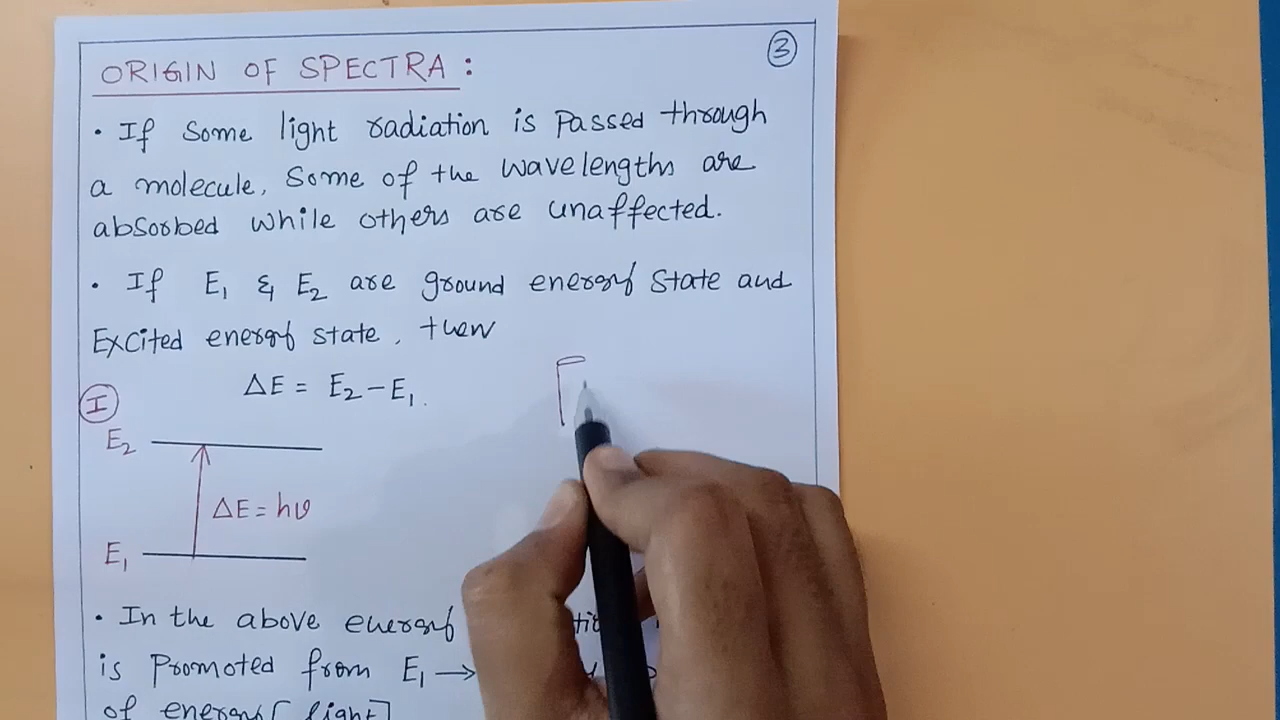 3
ORIGIN OF SPECTRA :
• If Some light radiation is Passed through
a molecule, Some of the wavelengths are
absorbed while others are unaffected.
• If E₁ & E₂ are ground energy State and
Excited energy state, then
ΔE = E₂ - E₁.
I
E₂
ΔE = hν
E₁
• In the above energy
is Promoted from E₁ →
of energy [light]